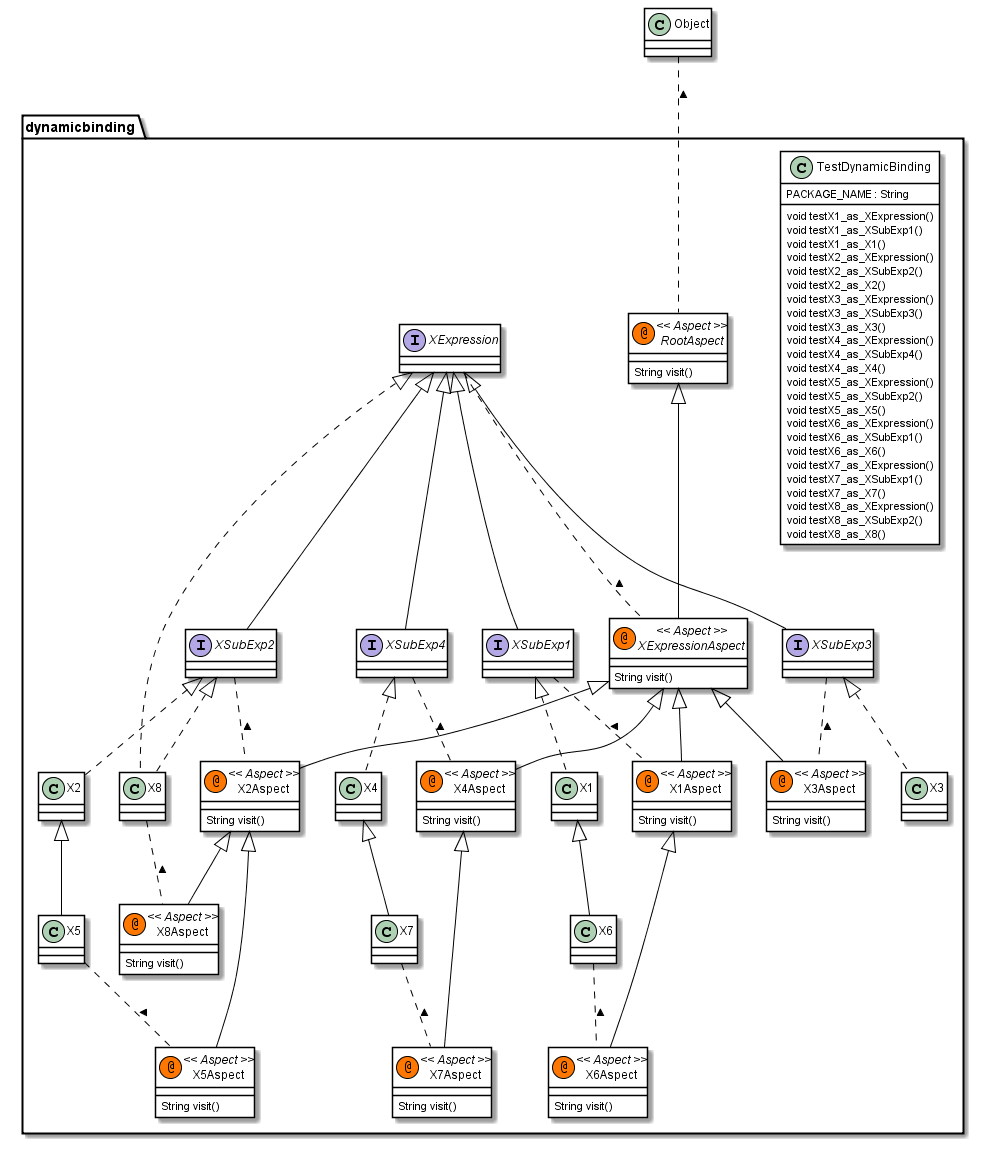 C Object
dynamicbinding
C TestDynamicBinding
PACKAGE_NAME : String
void testX1_as_XExpression()
void testX1_as_XSubExp1()
void testX1_as_X1()
void testX2_as_XExpression()
void testX2_as_XSubExp2()
void testX2_as_X2()
void testX3_as_XExpression()
void testX3_as_XSubExp3()
void testX3_as_X3()
void testX4_as_XExpression()
void testX4_as_XSubExp4()
void testX4_as_X4()
void testX5_as_XExpression()
void testX5_as_XSubExp2()
void testX5_as_X5()
void testX6_as_XExpression()
void testX6_as_XSubExp1()
void testX6_as_X6()
void testX7_as_XExpression()
void testX7_as_XSubExp1()
void testX7_as_X7()
void testX8_as_XExpression()
void testX8_as_XSubExp2()
void testX8_as_X8()
I XExpression
<< Aspect >>
@ RootAspect
String visit()
I XSubExp2
I XSubExp4
I XSubExp1
<< Aspect >>
@ XExpressionAspect
String visit()
I XSubExp3
C X2
C X8
<< Aspect >>
@ X2Aspect
String visit()
C X4
<< Aspect >>
@ X4Aspect
String visit()
C X1
<< Aspect >>
@ X1Aspect
String visit()
<< Aspect >>
@ X3Aspect
String visit()
C X3
C X5
<< Aspect >>
@ X8Aspect
String visit()
C X7
C X6
<< Aspect >>
@ X5Aspect
String visit()
<< Aspect >>
@ X7Aspect
String visit()
<< Aspect >>
@ X6Aspect
String visit()